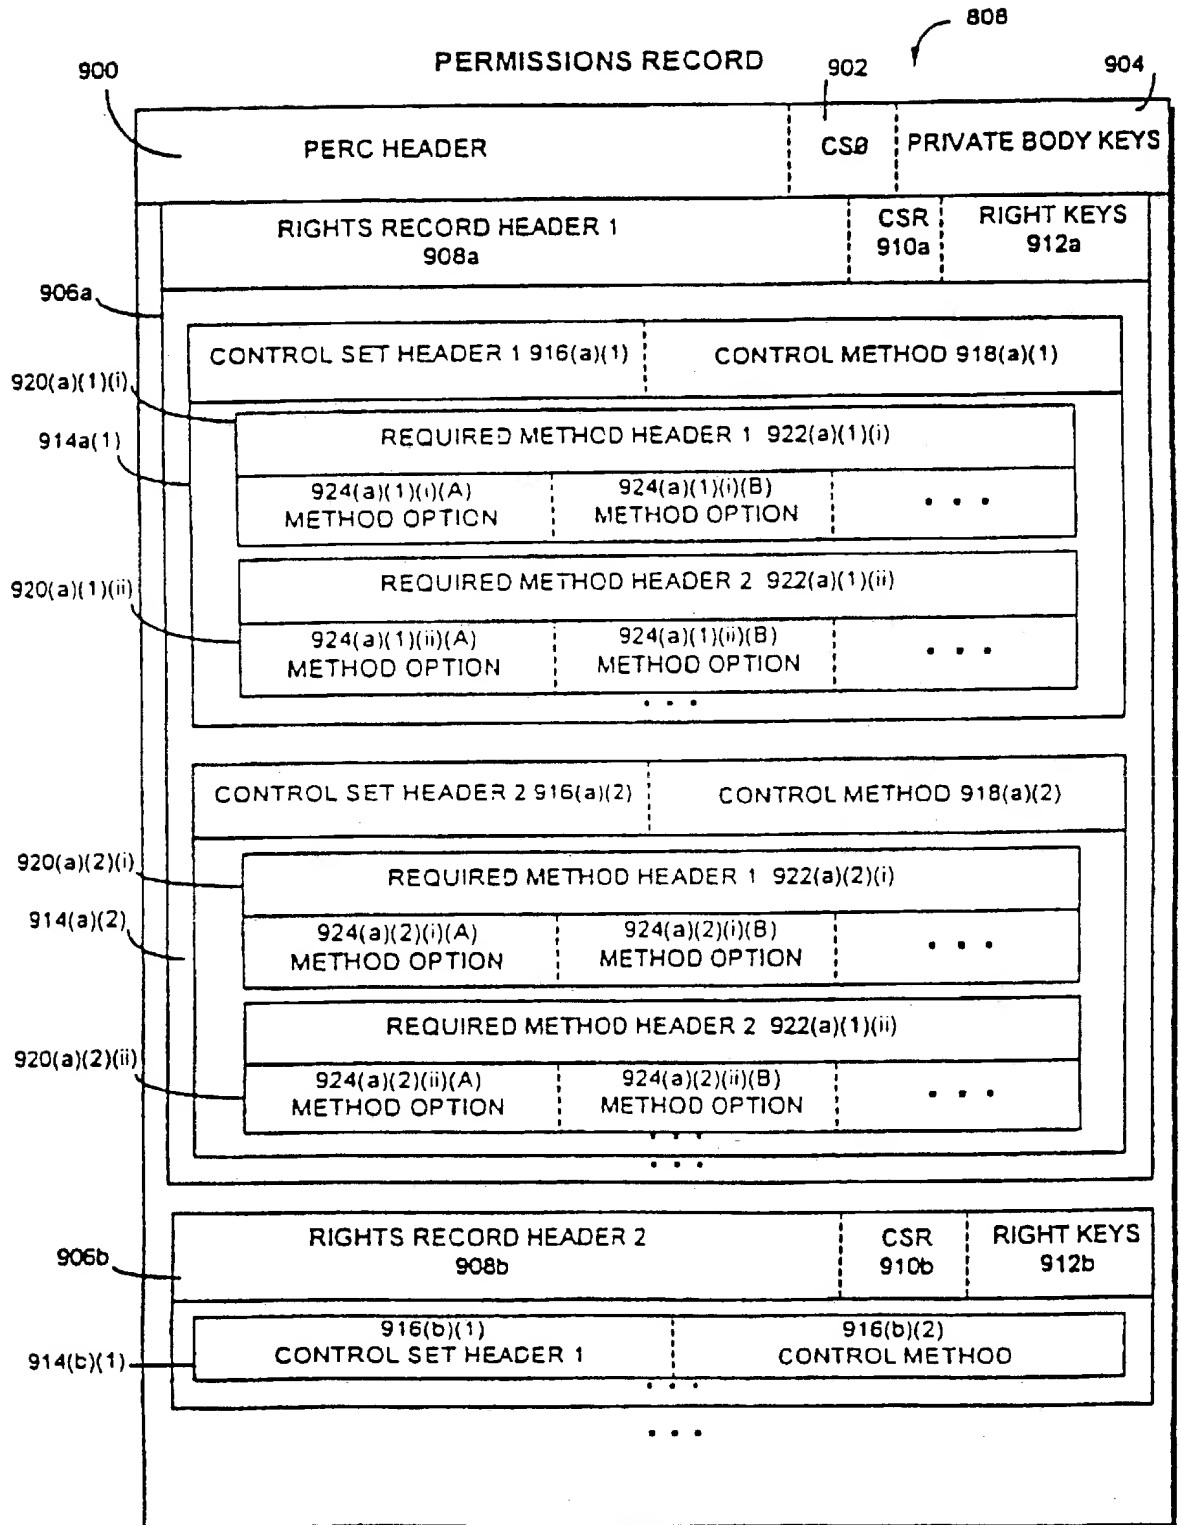 808
PERMISSIONS RECORD
900
902
904
PERC HEADER
CS0
PRIVATE BODY KEYS
RIGHTS RECORD HEADER 1
908a
CSR
910a
RIGHT KEYS
912a
906a
CONTROL SET HEADER 1 916(a)(1)
CONTROL METHOD 918(a)(1)
920(a)(1)(i)
REQUIRED METHOD HEADER 1 922(a)(1)(i)
914a(1)
924(a)(1)(i)(A)
METHOD OPTION
924(a)(1)(i)(B)
METHOD OPTION
. . .
920(a)(1)(ii)
REQUIRED METHOD HEADER 2 922(a)(1)(ii)
924(a)(1)(ii)(A)
METHOD OPTION
924(a)(1)(ii)(B)
METHOD OPTION
. . .
. . .
CONTROL SET HEADER 2 916(a)(2)
CONTROL METHOD 918(a)(2)
920(a)(2)(i)
REQUIRED METHOD HEADER 1 922(a)(2)(i)
914(a)(2)
924(a)(2)(i)(A)
METHOD OPTION
924(a)(2)(i)(B)
METHOD OPTION
. . .
REQUIRED METHOD HEADER 2 922(a)(1)(ii)
920(a)(2)(ii)
924(a)(2)(ii)(A)
METHOD OPTION
924(a)(2)(ii)(B)
METHOD OPTION
. . .
. . .
. . .
906b
RIGHTS RECORD HEADER 2
908b
CSR
910b
RIGHT KEYS
912b
914(b)(1)
916(b)(1)
CONTROL SET HEADER 1
916(b)(2)
CONTROL METHOD
. . .
. . .